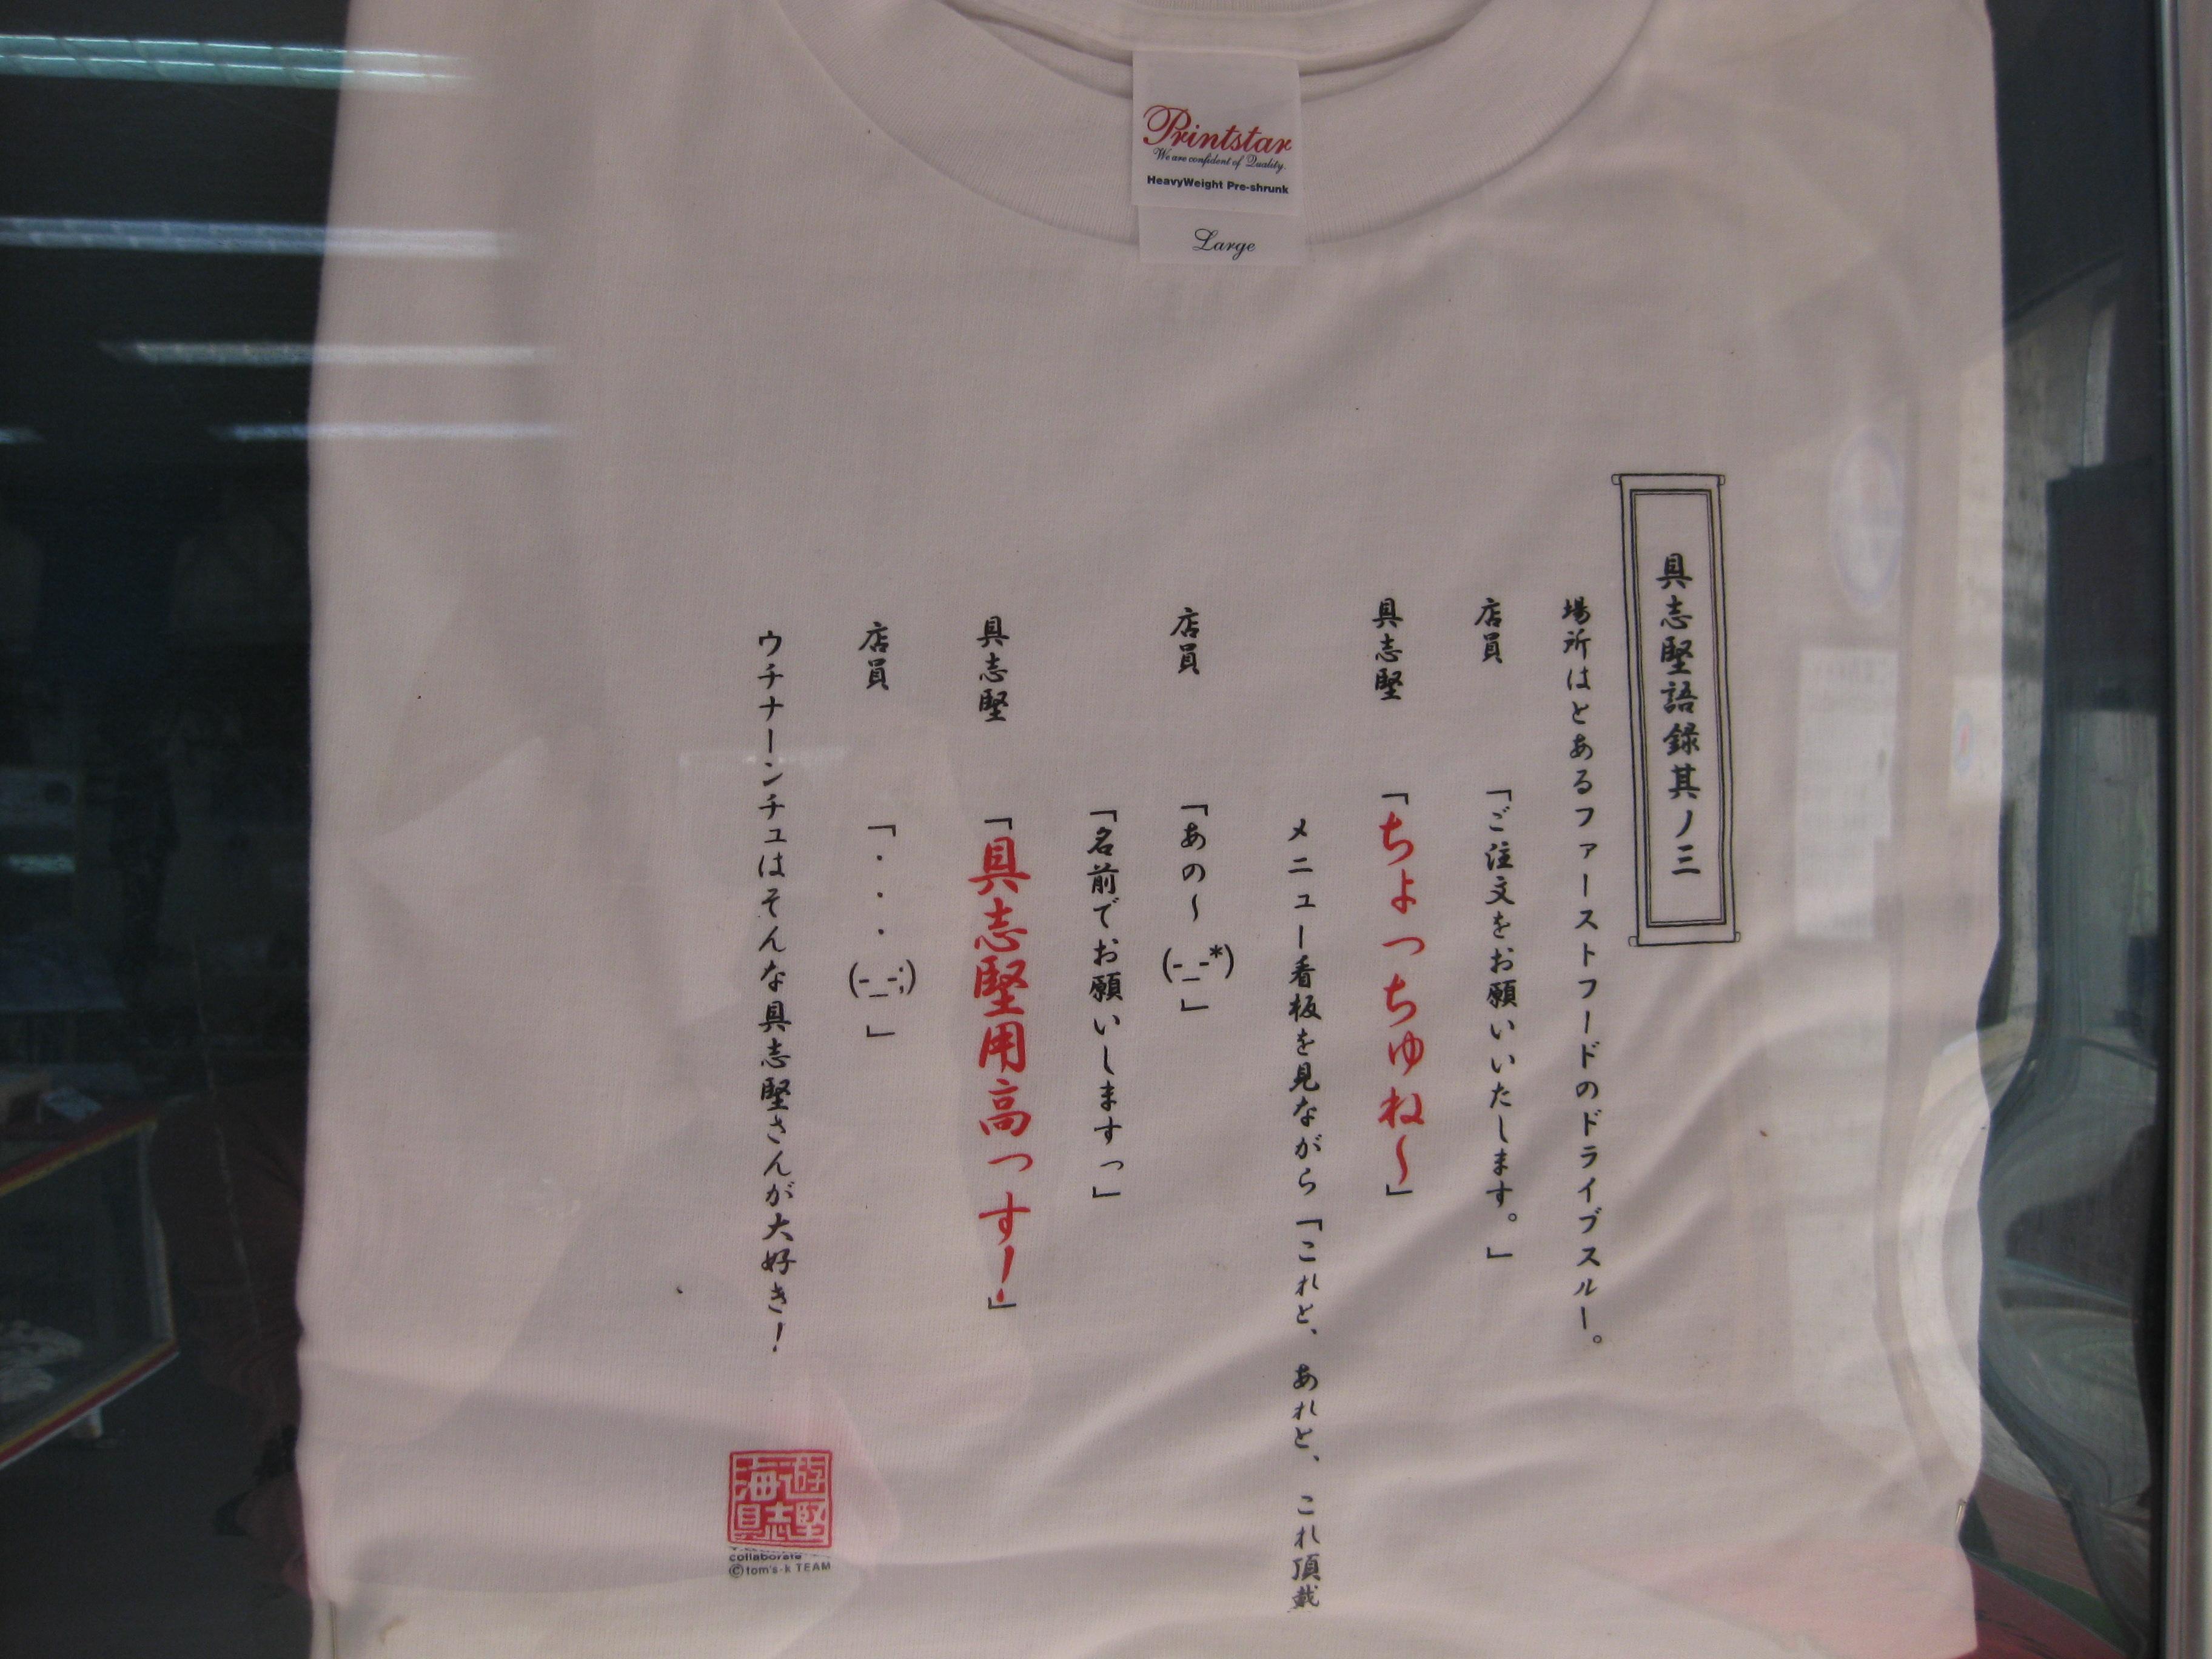 Printstar
We are confident of Quality.
HeavyWeight Pre-shrunk
Large
具志堅語録其ノ三
場所はとあるファーストフードのドライブスルー。
店員 「ご注文をお願いいたします。」
具志堅 「ちょっちゅね〜」
メニュー看板を見ながら「これと、あれと、これ頂戴
店員 「あの〜(-_-*)」
「名前でお願いしますっ」
具志堅 「具志堅用高っす!」
店員 「・・・(-_-;)」
ウチナーンチュはそんな具志堅さんが大好き!
遊海
具志堅
collaborate
©tom's-k TEAM